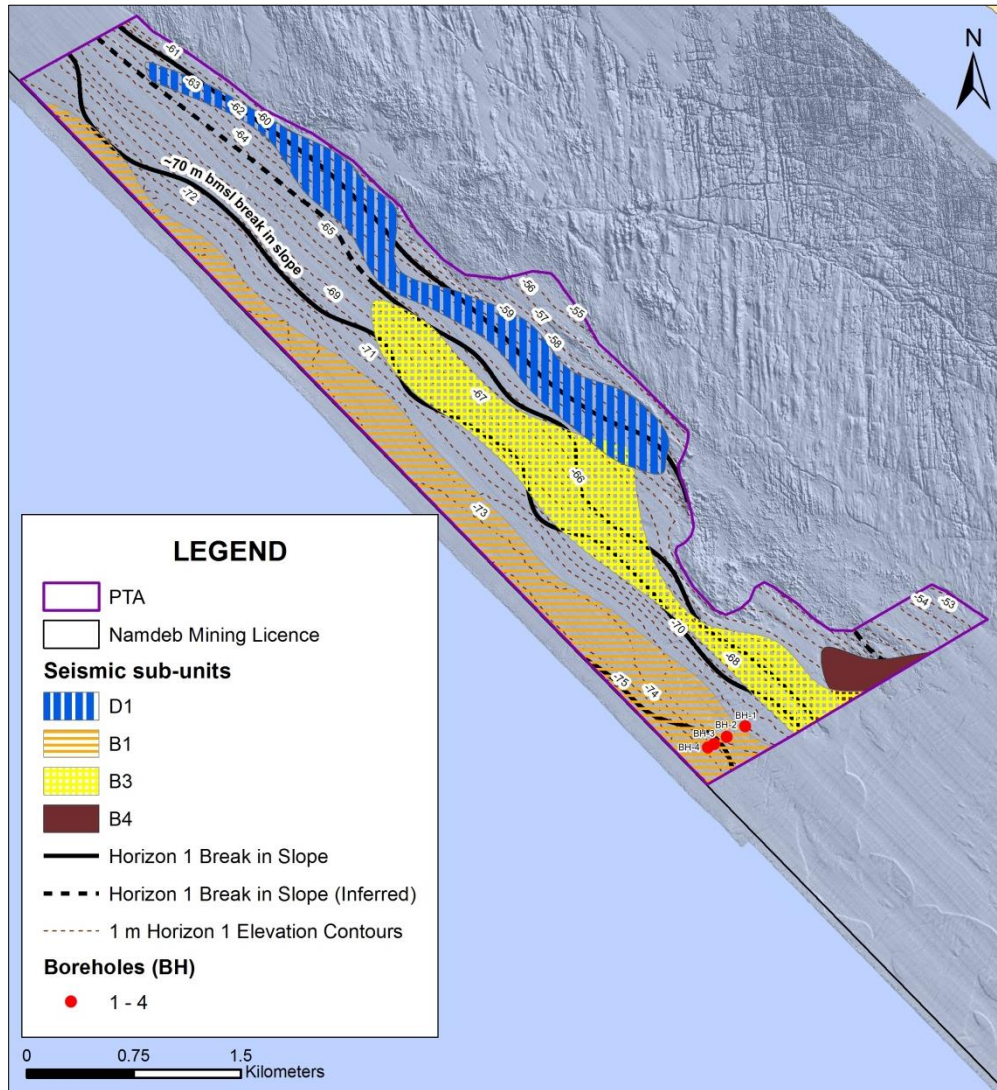 N
-61
-63
-62
-60
-64
~70 m bmsl break in slope
-72
-65
-69
-56
-55
-57
-59
-58
-71
-67
-66
-73
-54
-53
-70
-68
-75
-74
BH-1
BH-2
BH-3
BH-4
LEGEND
PTA
Namdeb Mining Licence
Seismic sub-units
D1
B1
B3
B4
Horizon 1 Break in Slope
Horizon 1 Break in Slope (Inferred)
1 m Horizon 1 Elevation Contours
Boreholes (BH)
1 - 4
0 0.75 1.5
Kilometers